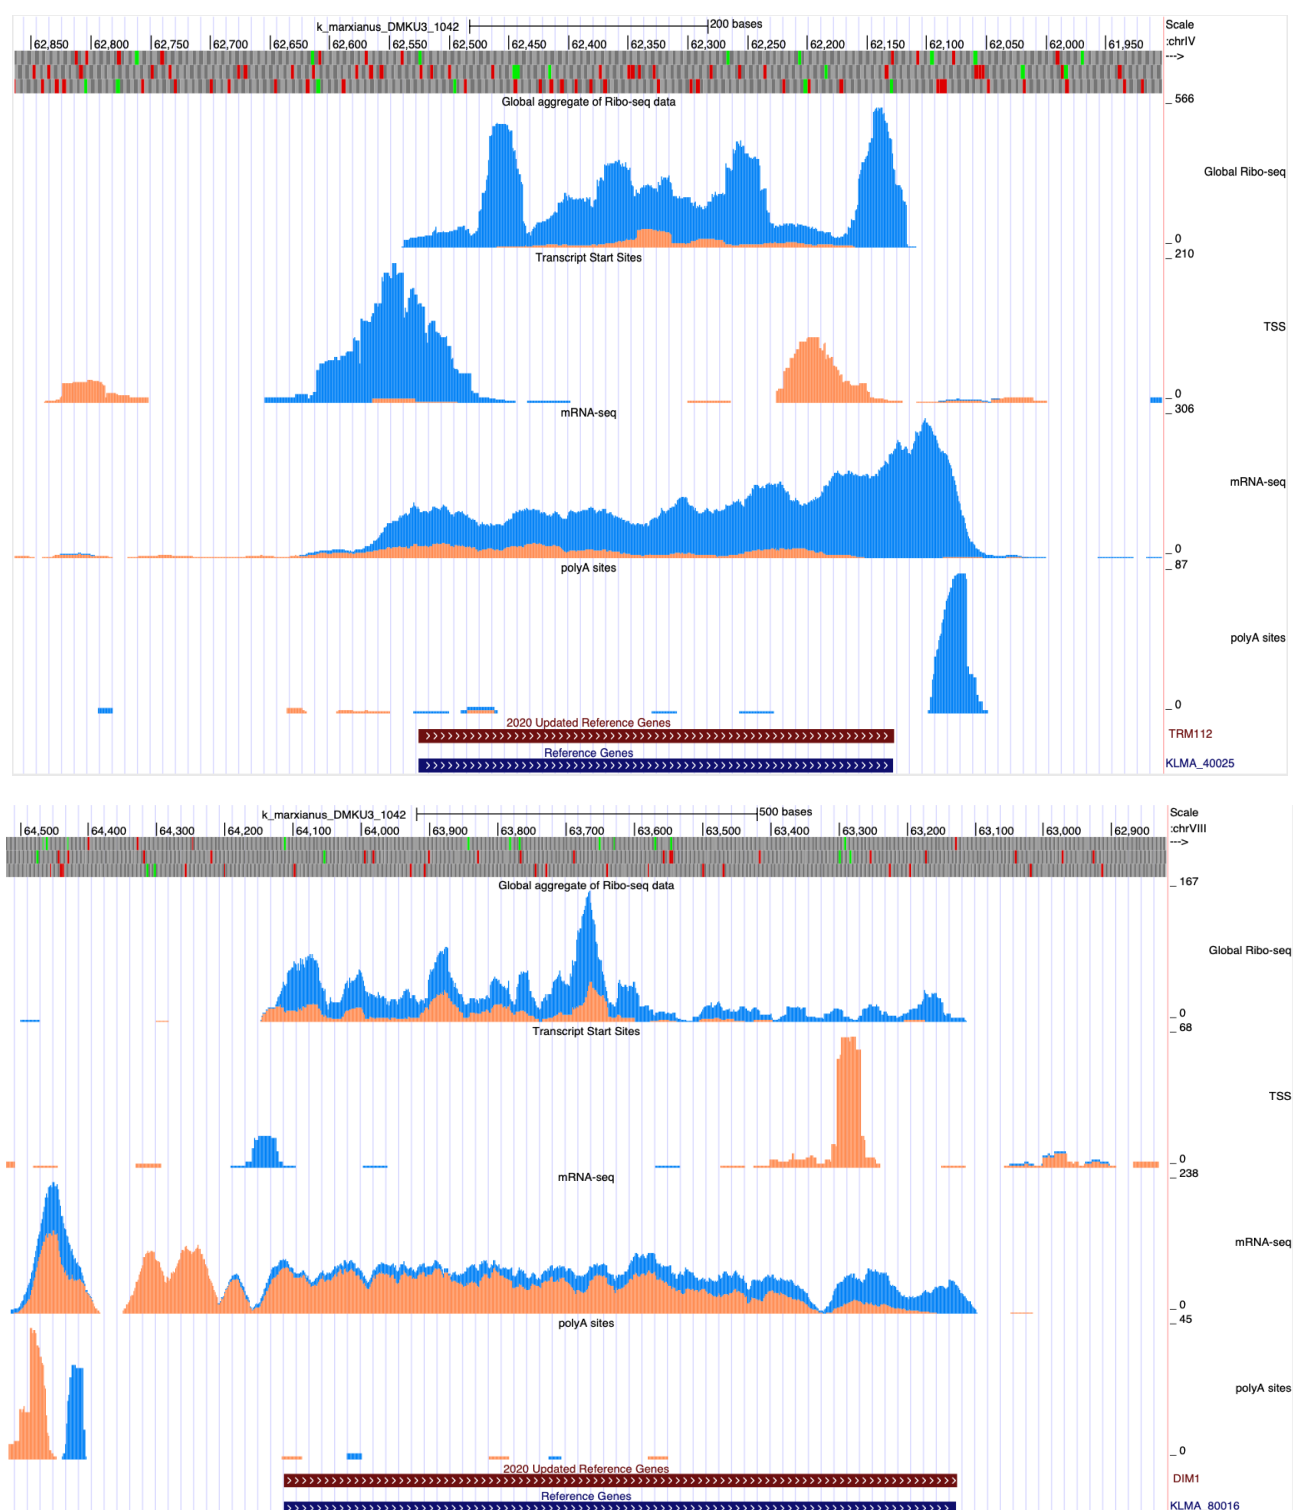 k_marxianus_DMKU3_1042 200 bases Scale
62,850 62,800 62,750 62,700 62,650 62,600 62,550 62,500 62,450 62,400 62,350 62,300 62,250 62,200 62,150 62,100 62,050 62,000 61,950 :chrIV
--->
Global aggregate of Ribo-seq data
566
Global Ribo-seq
0
Transcript Start Sites
210
TSS
0
mRNA-seq
306
mRNA-seq
0
polyA sites
87
polyA sites
0
2020 Updated Reference Genes
TRM112
Reference Genes
KLMA_40025
k_marxianus_DMKU3_1042 500 bases Scale
64,500 64,400 64,300 64,200 64,100 64,000 63,900 63,800 63,700 63,600 63,500 63,400 63,300 63,200 63,100 63,000 62,900 :chrVIII
--->
Global aggregate of Ribo-seq data
167
Global Ribo-seq
0
Transcript Start Sites
68
TSS
0
mRNA-seq
238
mRNA-seq
0
polyA sites
45
polyA sites
0
2020 Updated Reference Genes
DIM1
Reference Genes
KLMA_80016